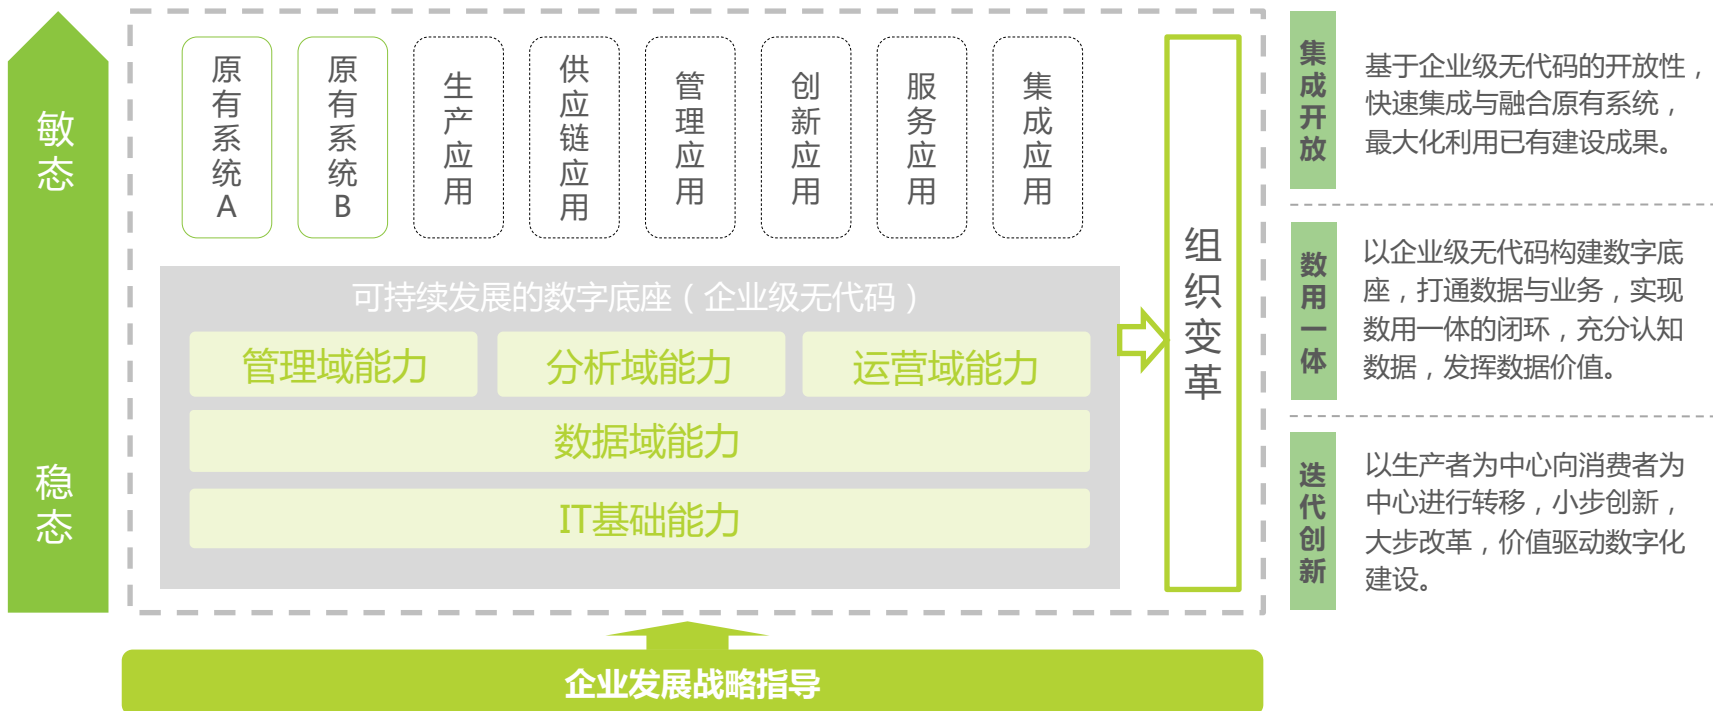 敏态
稳态
原有系统A
原有系统B
生产应用
供应链应用
管理应用
创新应用
服务应用
集成应用
可持续发展的数字底座（企业级无代码）
管理域能力
分析域能力
运营域能力
数据域能力
IT基础能力
组织变革
企业发展战略指导
集成开放
基于企业级无代码的开放性，
快速集成与融合原有系统，
最大化利用已有建设成果。
数用一体
以企业级无代码构建数字底
座，打通数据与业务，实现
数用一体的闭环，充分认知
数据，发挥数据价值。
迭代创新
以生产者为中心向消费者为
中心进行转移，小步创新，
大步改革，价值驱动数字化
建设。